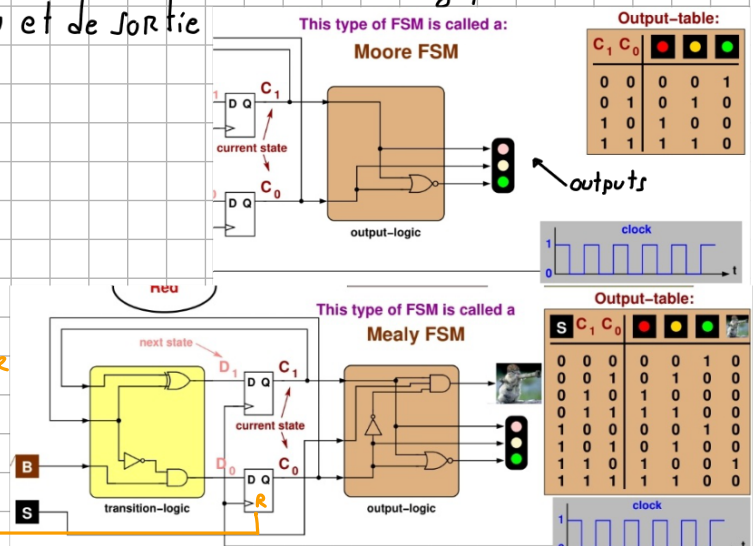 et de sortie
This type of FSM is called a:
Moore FSM
Output-table:
C1 C0
0 0 0 0 1
0 1 0 1 0
1 0 1 0 0
1 1 1 1 0
1
D Q
C1
current state
C0
D Q
output-logic
outputs
clock
1
0
t
Red
This type of FSM is called a
Mealy FSM
Output-table:
S C1 C0
0 0 0 0 0 1 0
0 0 1 0 1 0 0
0 1 0 1 0 0 0
0 1 1 1 1 0 0
1 0 0 0 0 1 0
1 0 1 0 1 0 0
1 1 0 1 0 0 1
1 1 1 1 1 0 0
next state
D1
D Q
C1
current state
D0
D Q
C0
R
R
B
S
transition-logic
output-logic
clock
1
t